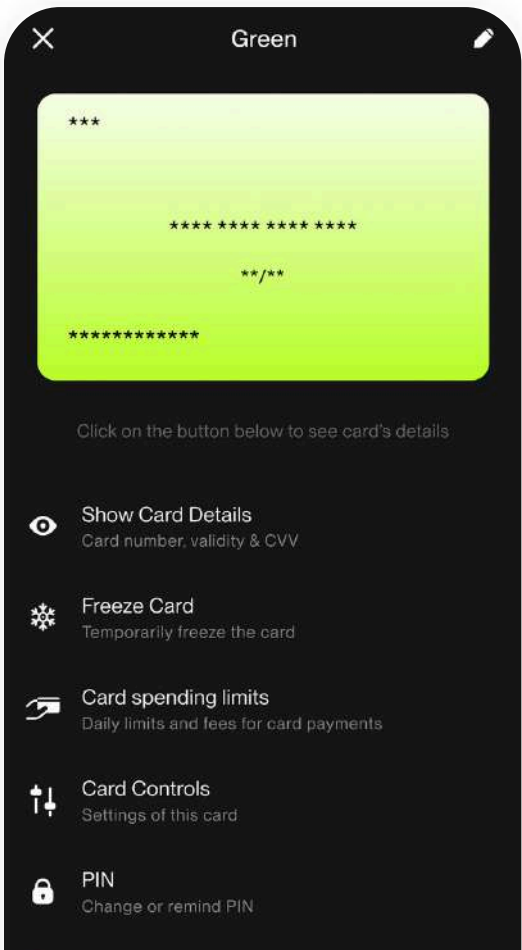 Green
***
**** **** **** ****
**/**
************
Click on the button below to see card's details
Show Card Details
Card number, validity & CVV
Freeze Card
Temporarily freeze the card
Card spending limits
Daily limits and fees for card payments
Card Controls
Settings of this card
PIN
Change or remind PIN